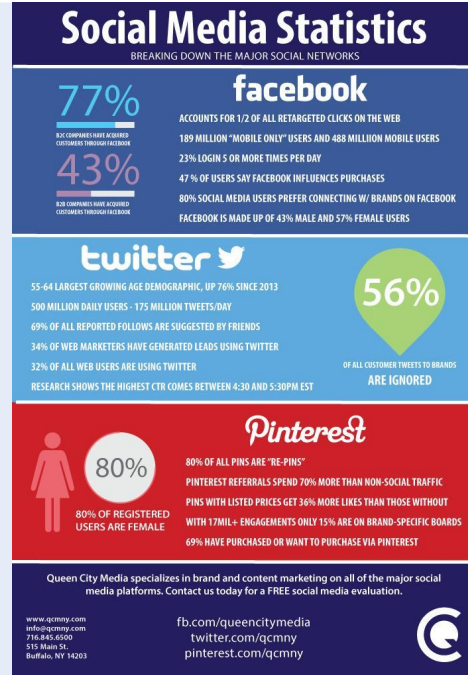 Social Media Statistics
BREAKING DOWN THE MAJOR SOCIAL NETWORKS
77%
B2C COMPANIES HAVE ACQUIRED
CUSTOMERS THROUGH FACEBOOK
43%
B2B COMPANIES HAVE ACQUIRED
CUSTOMERS THROUGH FACEBOOK
facebook
ACCOUNTS FOR 1/2 OF ALL RETARGETED CLICKS ON THE WEB
189 MILLION "MOBILE ONLY" USERS AND 488 MILLIION MOBILE USERS
23% LOGIN 5 OR MORE TIMES PER DAY
47 % OF USERS SAY FACEBOOK INFLUENCES PURCHASES
80% SOCIAL MEDIA USERS PREFER CONNECTING W/ BRANDS ON FACEBOOK
FACEBOOK IS MADE UP OF 43% MALE AND 57% FEMALE USERS
twitter
55-64 LARGEST GROWING AGE DEMOGRAPHIC, UP 76% SINCE 2013
500 MILLION DAILY USERS - 175 MILLION TWEETS/DAY
69% OF ALL REPORTED FOLLOWS ARE SUGGESTED BY FRIENDS
34% OF WEB MARKETERS HAVE GENERATED LEADS USING TWITTER
32% OF ALL WEB USERS ARE USING TWITTER
RESEARCH SHOWS THE HIGHEST CTR COMES BETWEEN 4:30 AND 5:30PM EST
56%
OF ALL CUSTOMER TWEETS TO BRANDS
ARE IGNORED
80%
80% OF REGISTERED
USERS ARE FEMALE
Pinterest
80% OF ALL PINS ARE "RE-PINS"
PINTEREST REFERRALS SPEND 70% MORE THAN NON-SOCIAL TRAFFIC
PINS WITH LISTED PRICES GET 36% MORE LIKES THAN THOSE WITHOUT
WITH 17MIL+ ENGAGEMENTS ONLY 15% ARE ON BRAND-SPECIFIC BOARDS
69% HAVE PURCHASED OR WANT TO PURCHASE VIA PINTEREST
Queen City Media specializes in brand and content marketing on all of the major social
media platforms. Contact us today for a FREE social media evaluation.
www.qcmny.com
info@qcmny.com
716.845.6500
515 Main St.
Buffalo, NY 14203
fb.com/queencitymedia
twitter.com/qcmny
pinterest.com/qcmny